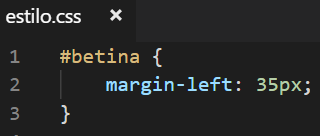 estilo.css ×
1 #betina {
2     margin-left: 35px;
3 }